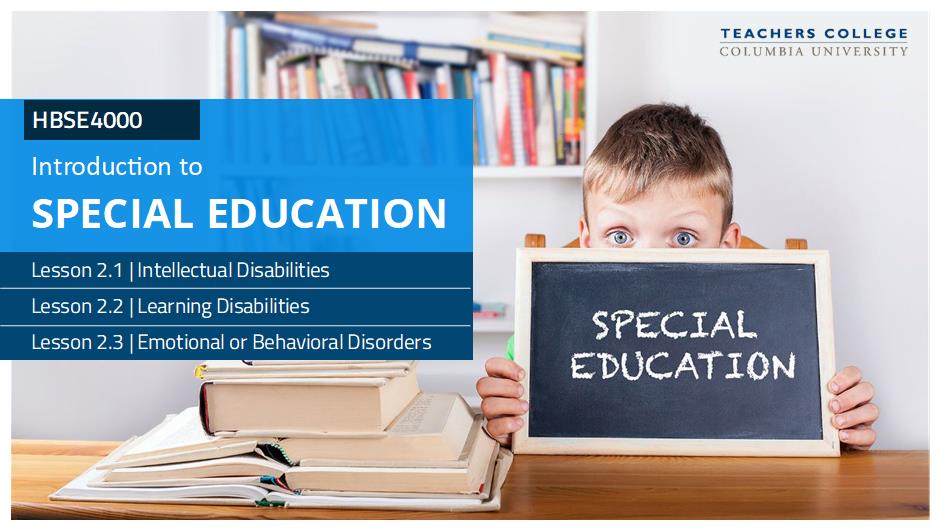 TEACHERS COLLEGE
COLUMBIA UNIVERSITY
HBSE4000
Introduction to
SPECIAL EDUCATION
Lesson 2.1 | Intellectual Disabilities
Lesson 2.2 | Learning Disabilities
Lesson 2.3 | Emotional or Behavioral Disorders
SPECIAL
EDUCATION